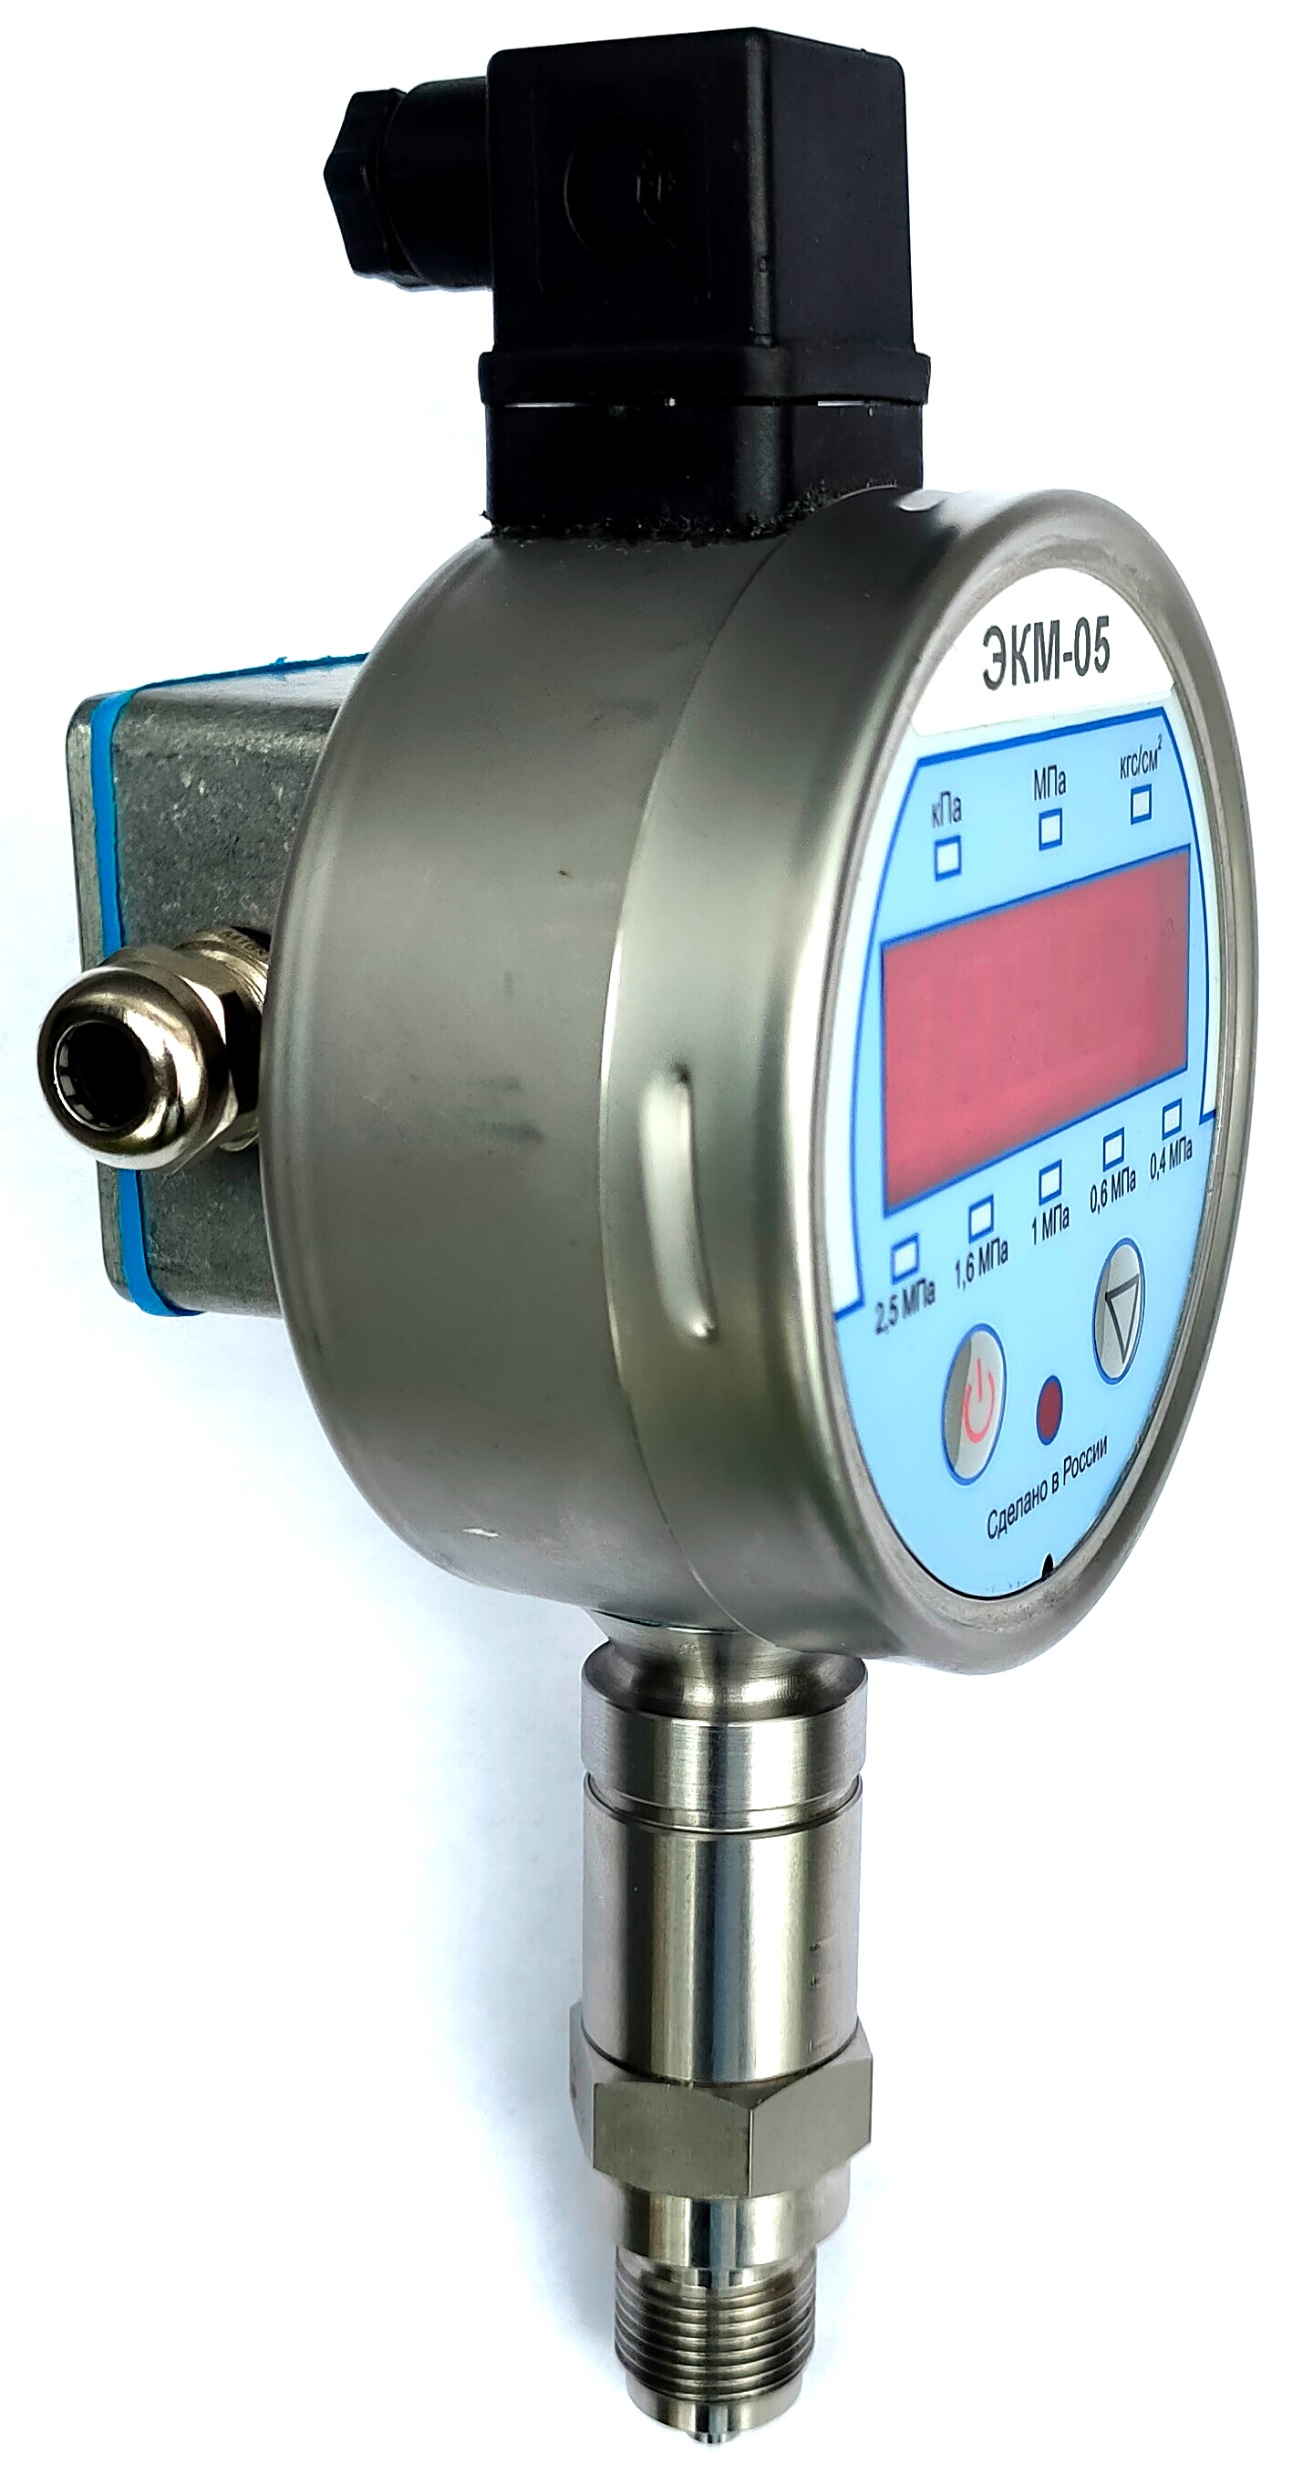 ЭКМ-05
кПа МПа кгс/см²
2,5 МПа 1,6 МПа 1 МПа 0,6 МПа 0,4 МПа
Сделано в России